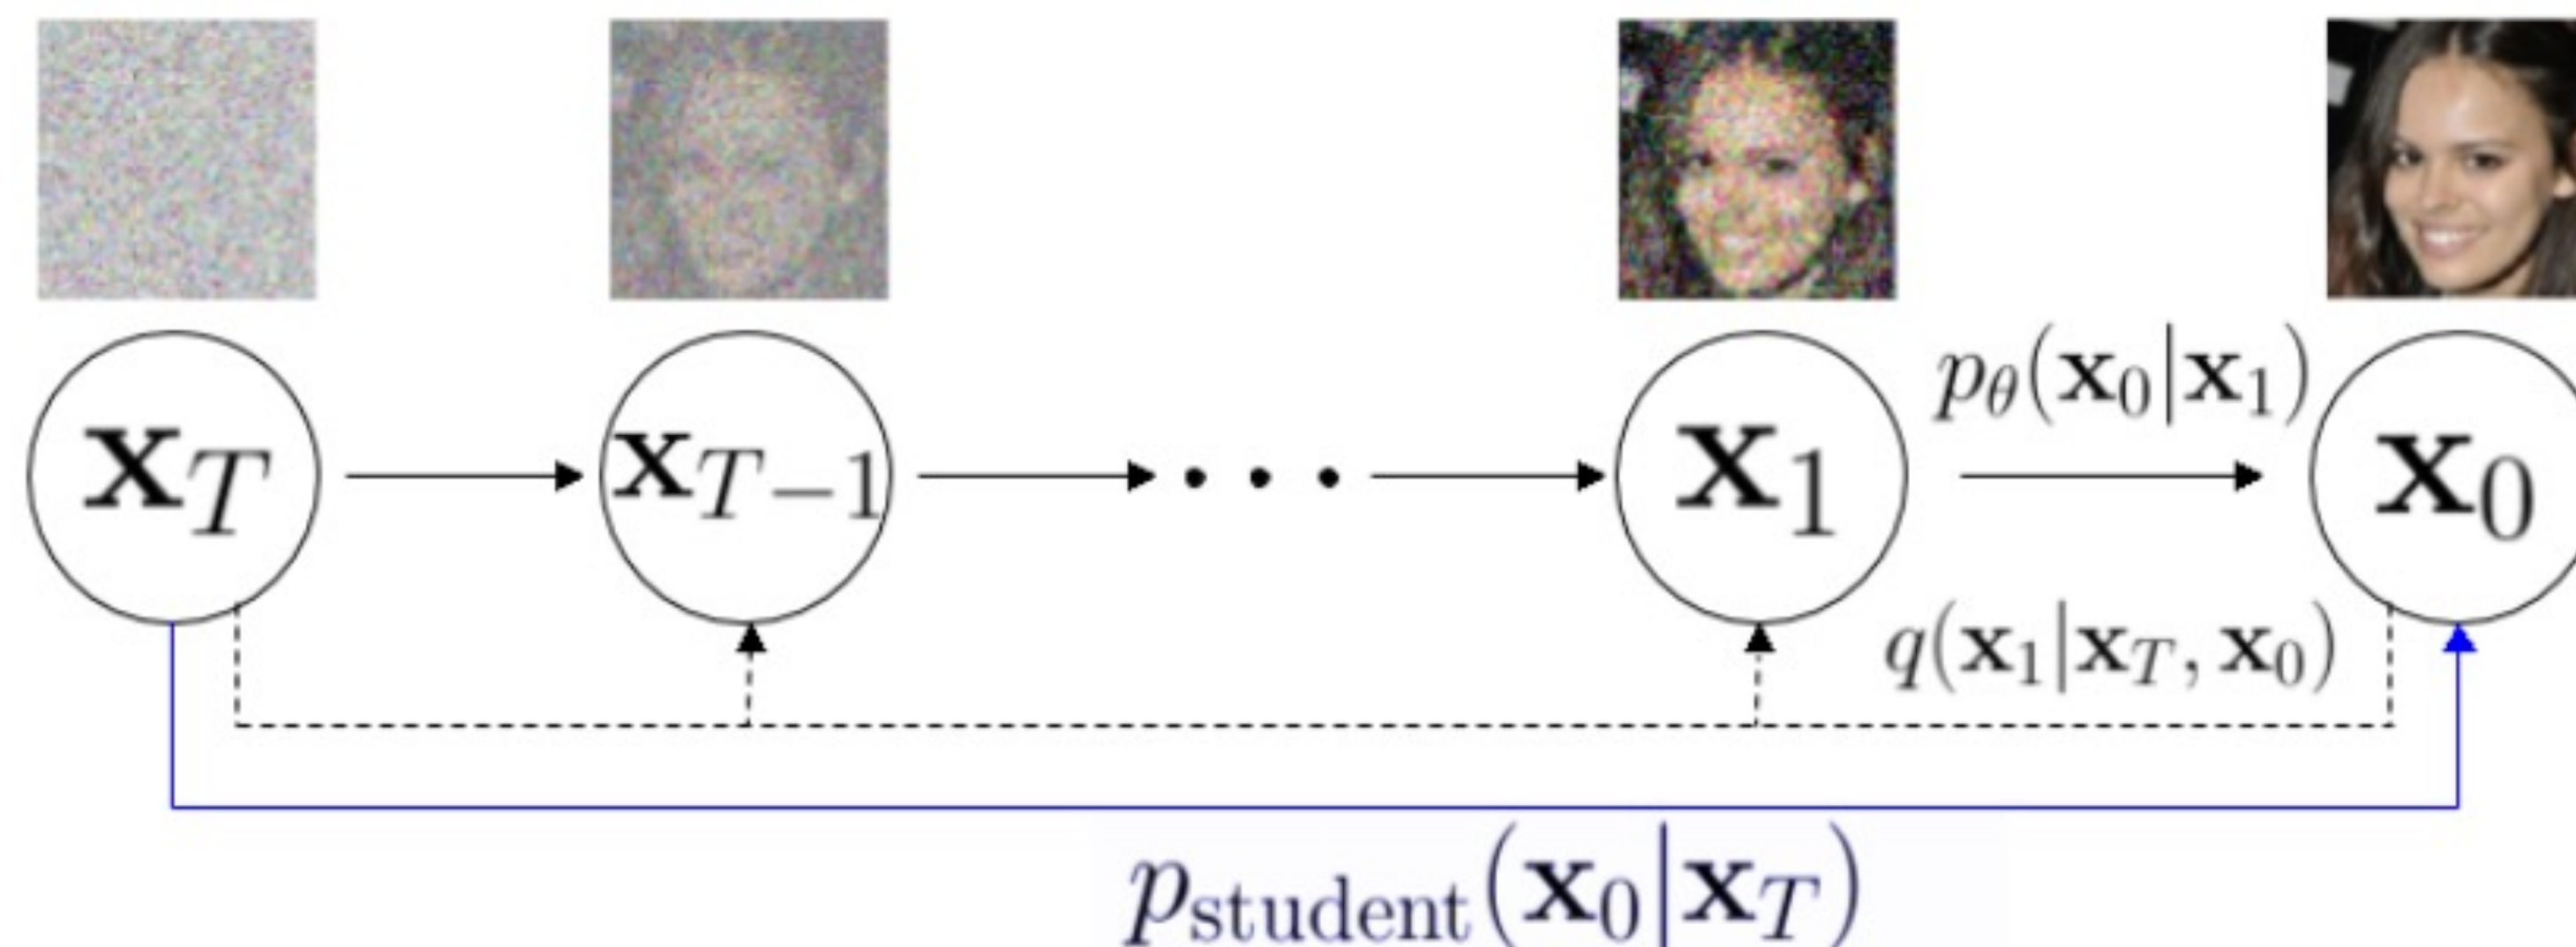 x_T x_{T−1} · · · x_1 p_θ(x_0|x_1) x_0
q(x_1|x_T, x_0)
p_student(x_0|x_T)